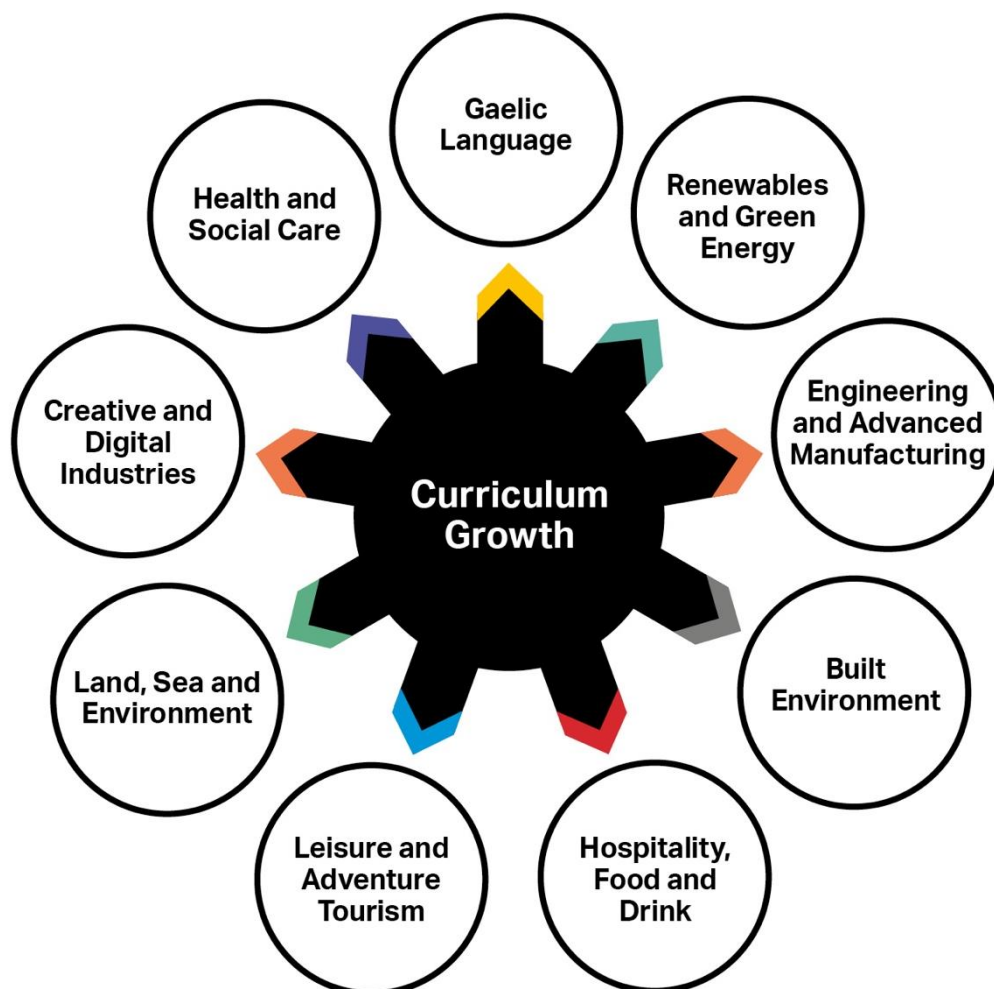 Gaelic
Language
Renewables
and Green
Energy
Engineering
and Advanced
Manufacturing
Built
Environment
Hospitality,
Food and
Drink
Leisure and
Adventure
Tourism
Land, Sea and
Environment
Creative and
Digital
Industries
Health and
Social Care
Curriculum
Growth